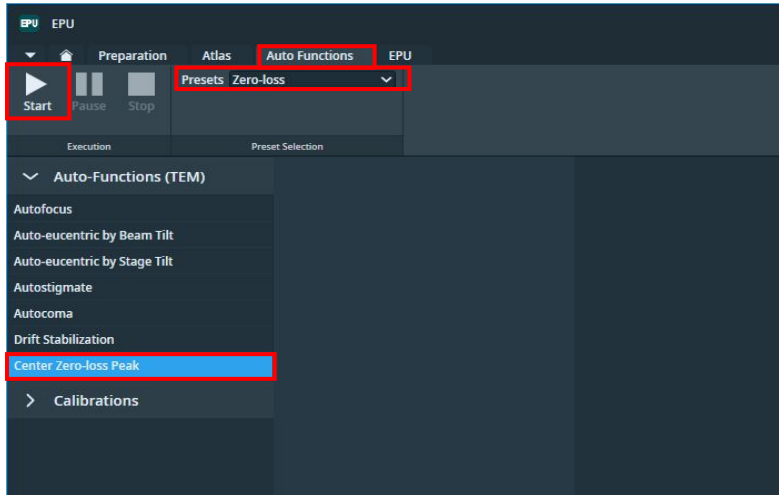 EPU EPU
Preparation Atlas Auto Functions EPU
Presets Zero-loss
Start Pause Stop
Execution Preset Selection
Auto-Functions (TEM)
Autofocus
Auto-eucentric by Beam Tilt
Auto-eucentric by Stage Tilt
Autostigmate
Autocoma
Drift Stabilization
Center Zero-loss Peak
Calibrations